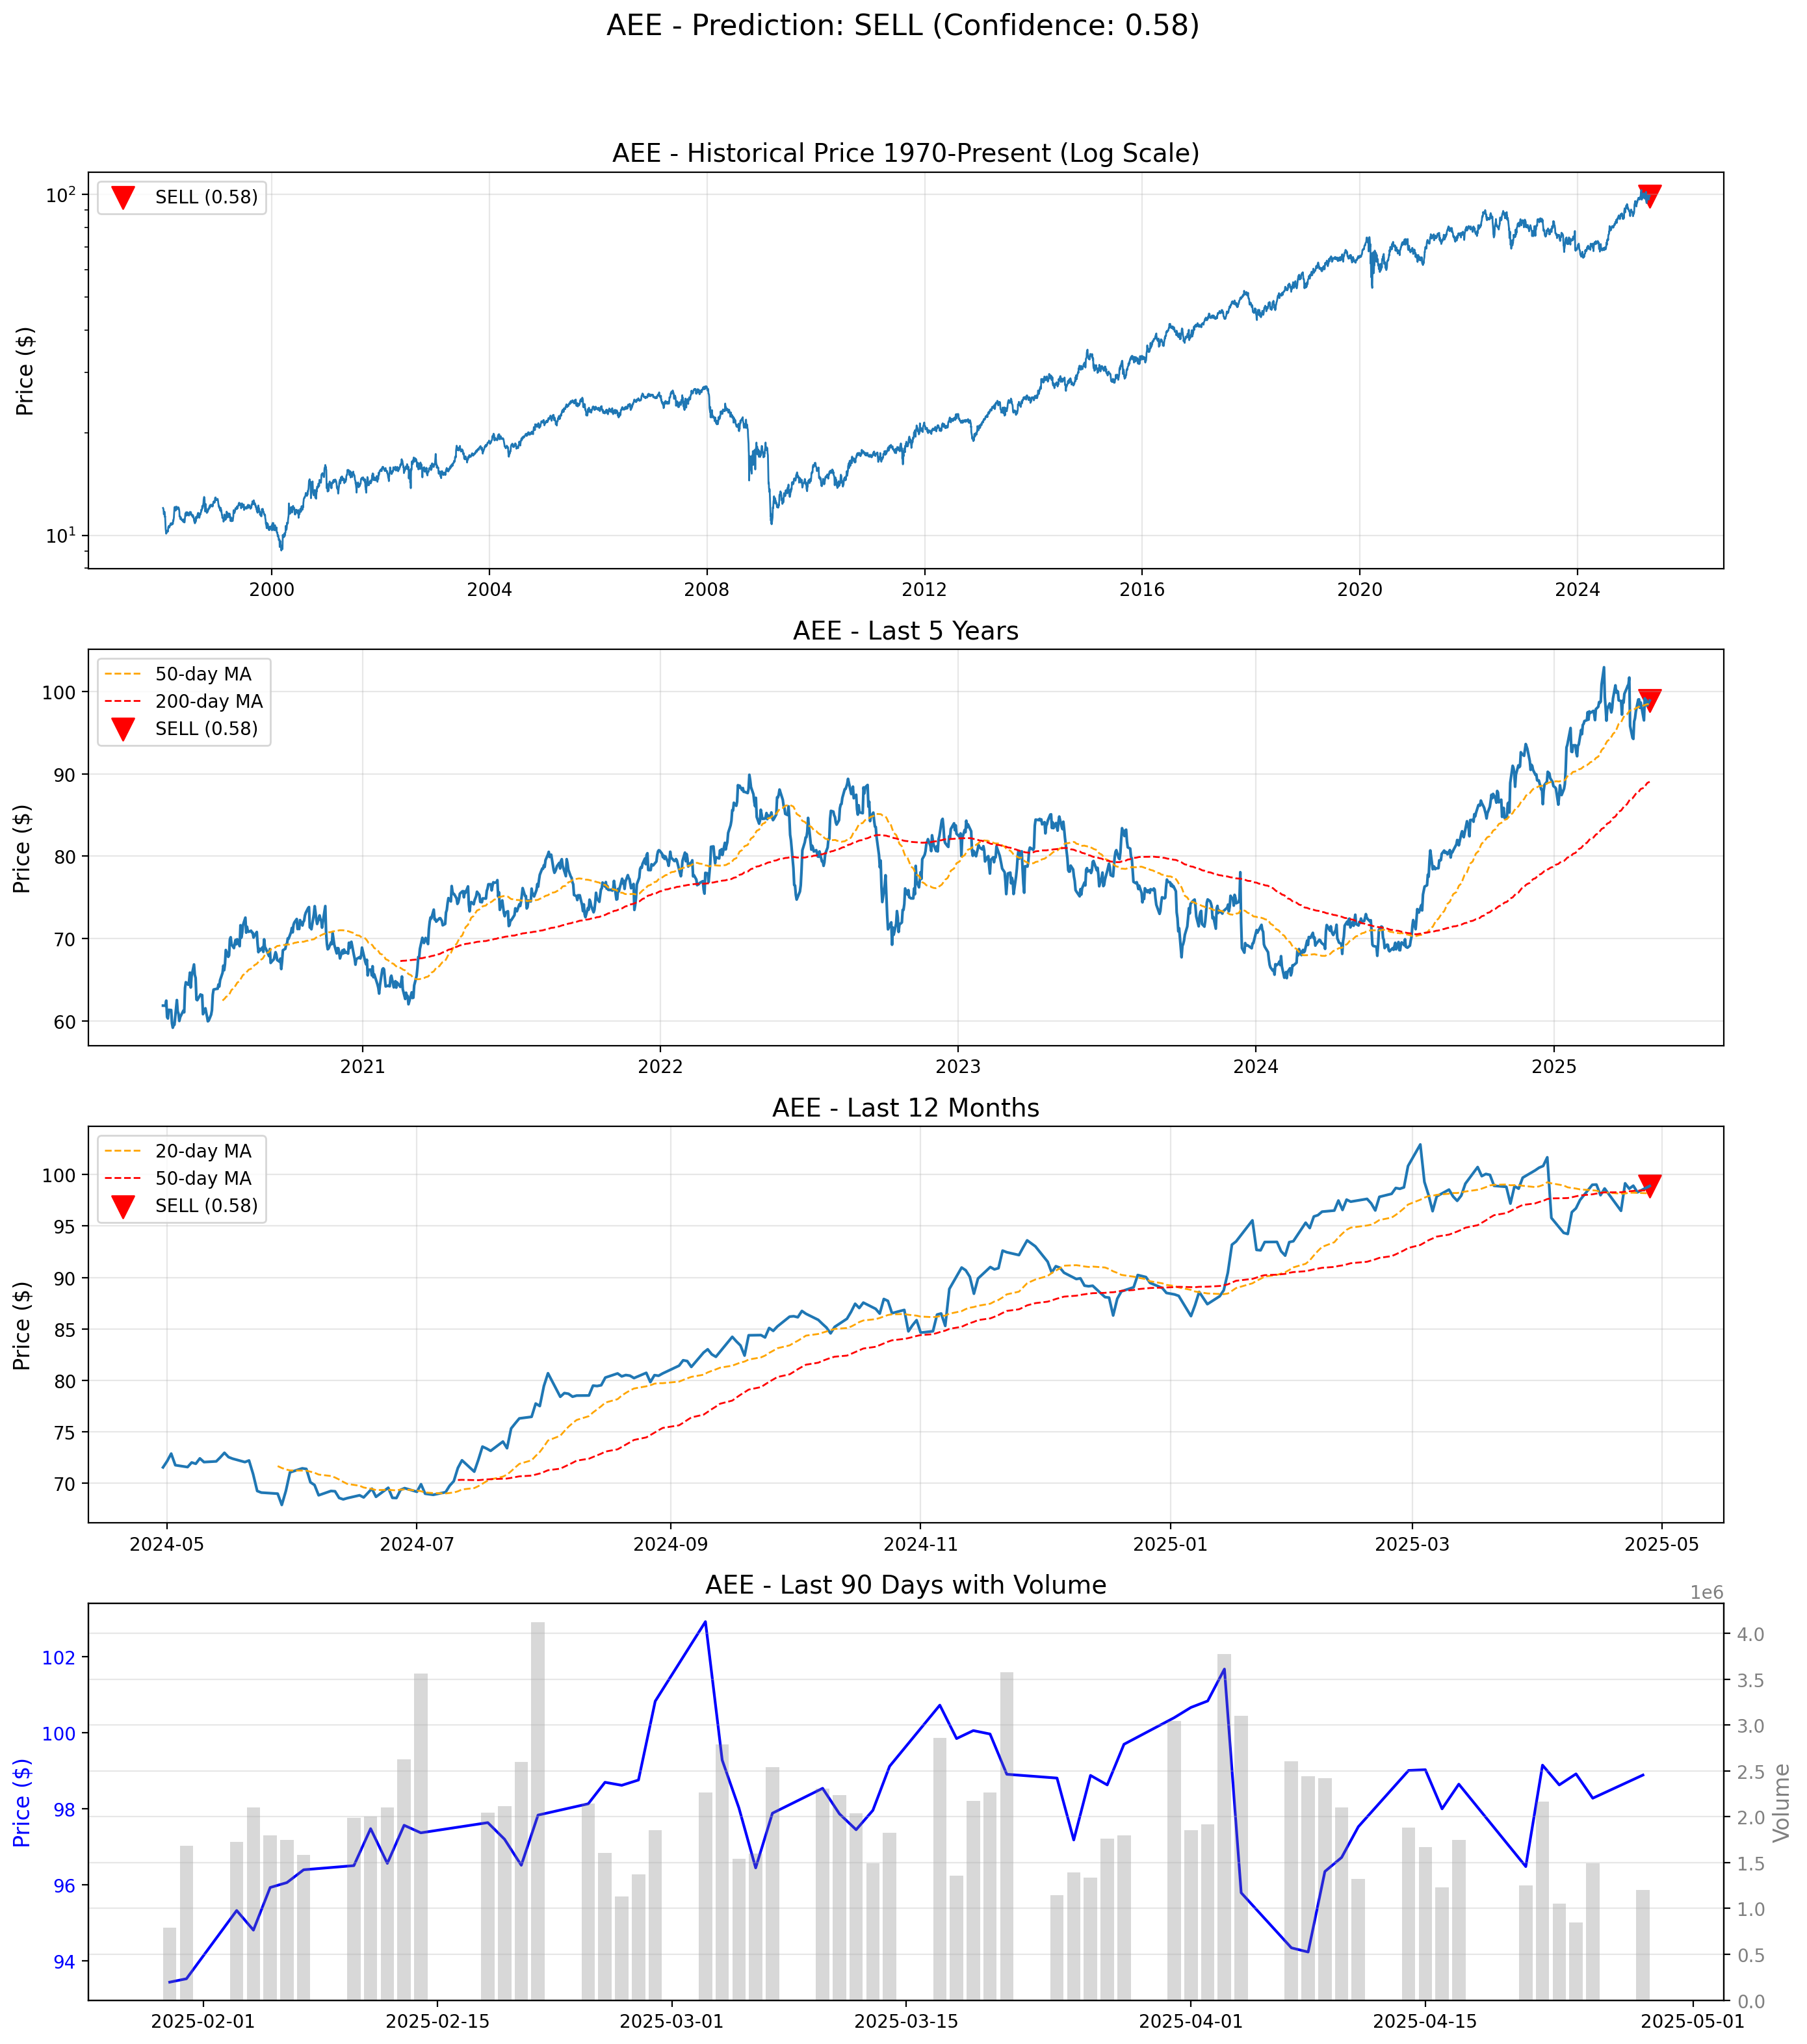 AEE - Prediction: SELL (Confidence: 0.58)
AEE - Historical Price 1970-Present (Log Scale)
SELL (0.58)
Price ($)
10²
10¹
2000 2004 2008 2012 2016 2020 2024
AEE - Last 5 Years
50-day MA
200-day MA
SELL (0.58)
Price ($)
100
90
80
70
60
2021 2022 2023 2024 2025
AEE - Last 12 Months
20-day MA
50-day MA
SELL (0.58)
Price ($)
100
95
90
85
80
75
70
2024-05 2024-07 2024-09 2024-11 2025-01 2025-03 2025-05
AEE - Last 90 Days with Volume
1e6
Price ($)
102
100
98
96
94
4.0
3.5
3.0
2.5
2.0
1.5
1.0
0.5
0.0
Volume
2025-02-01 2025-02-15 2025-03-01 2025-03-15 2025-04-01 2025-04-15 2025-05-01